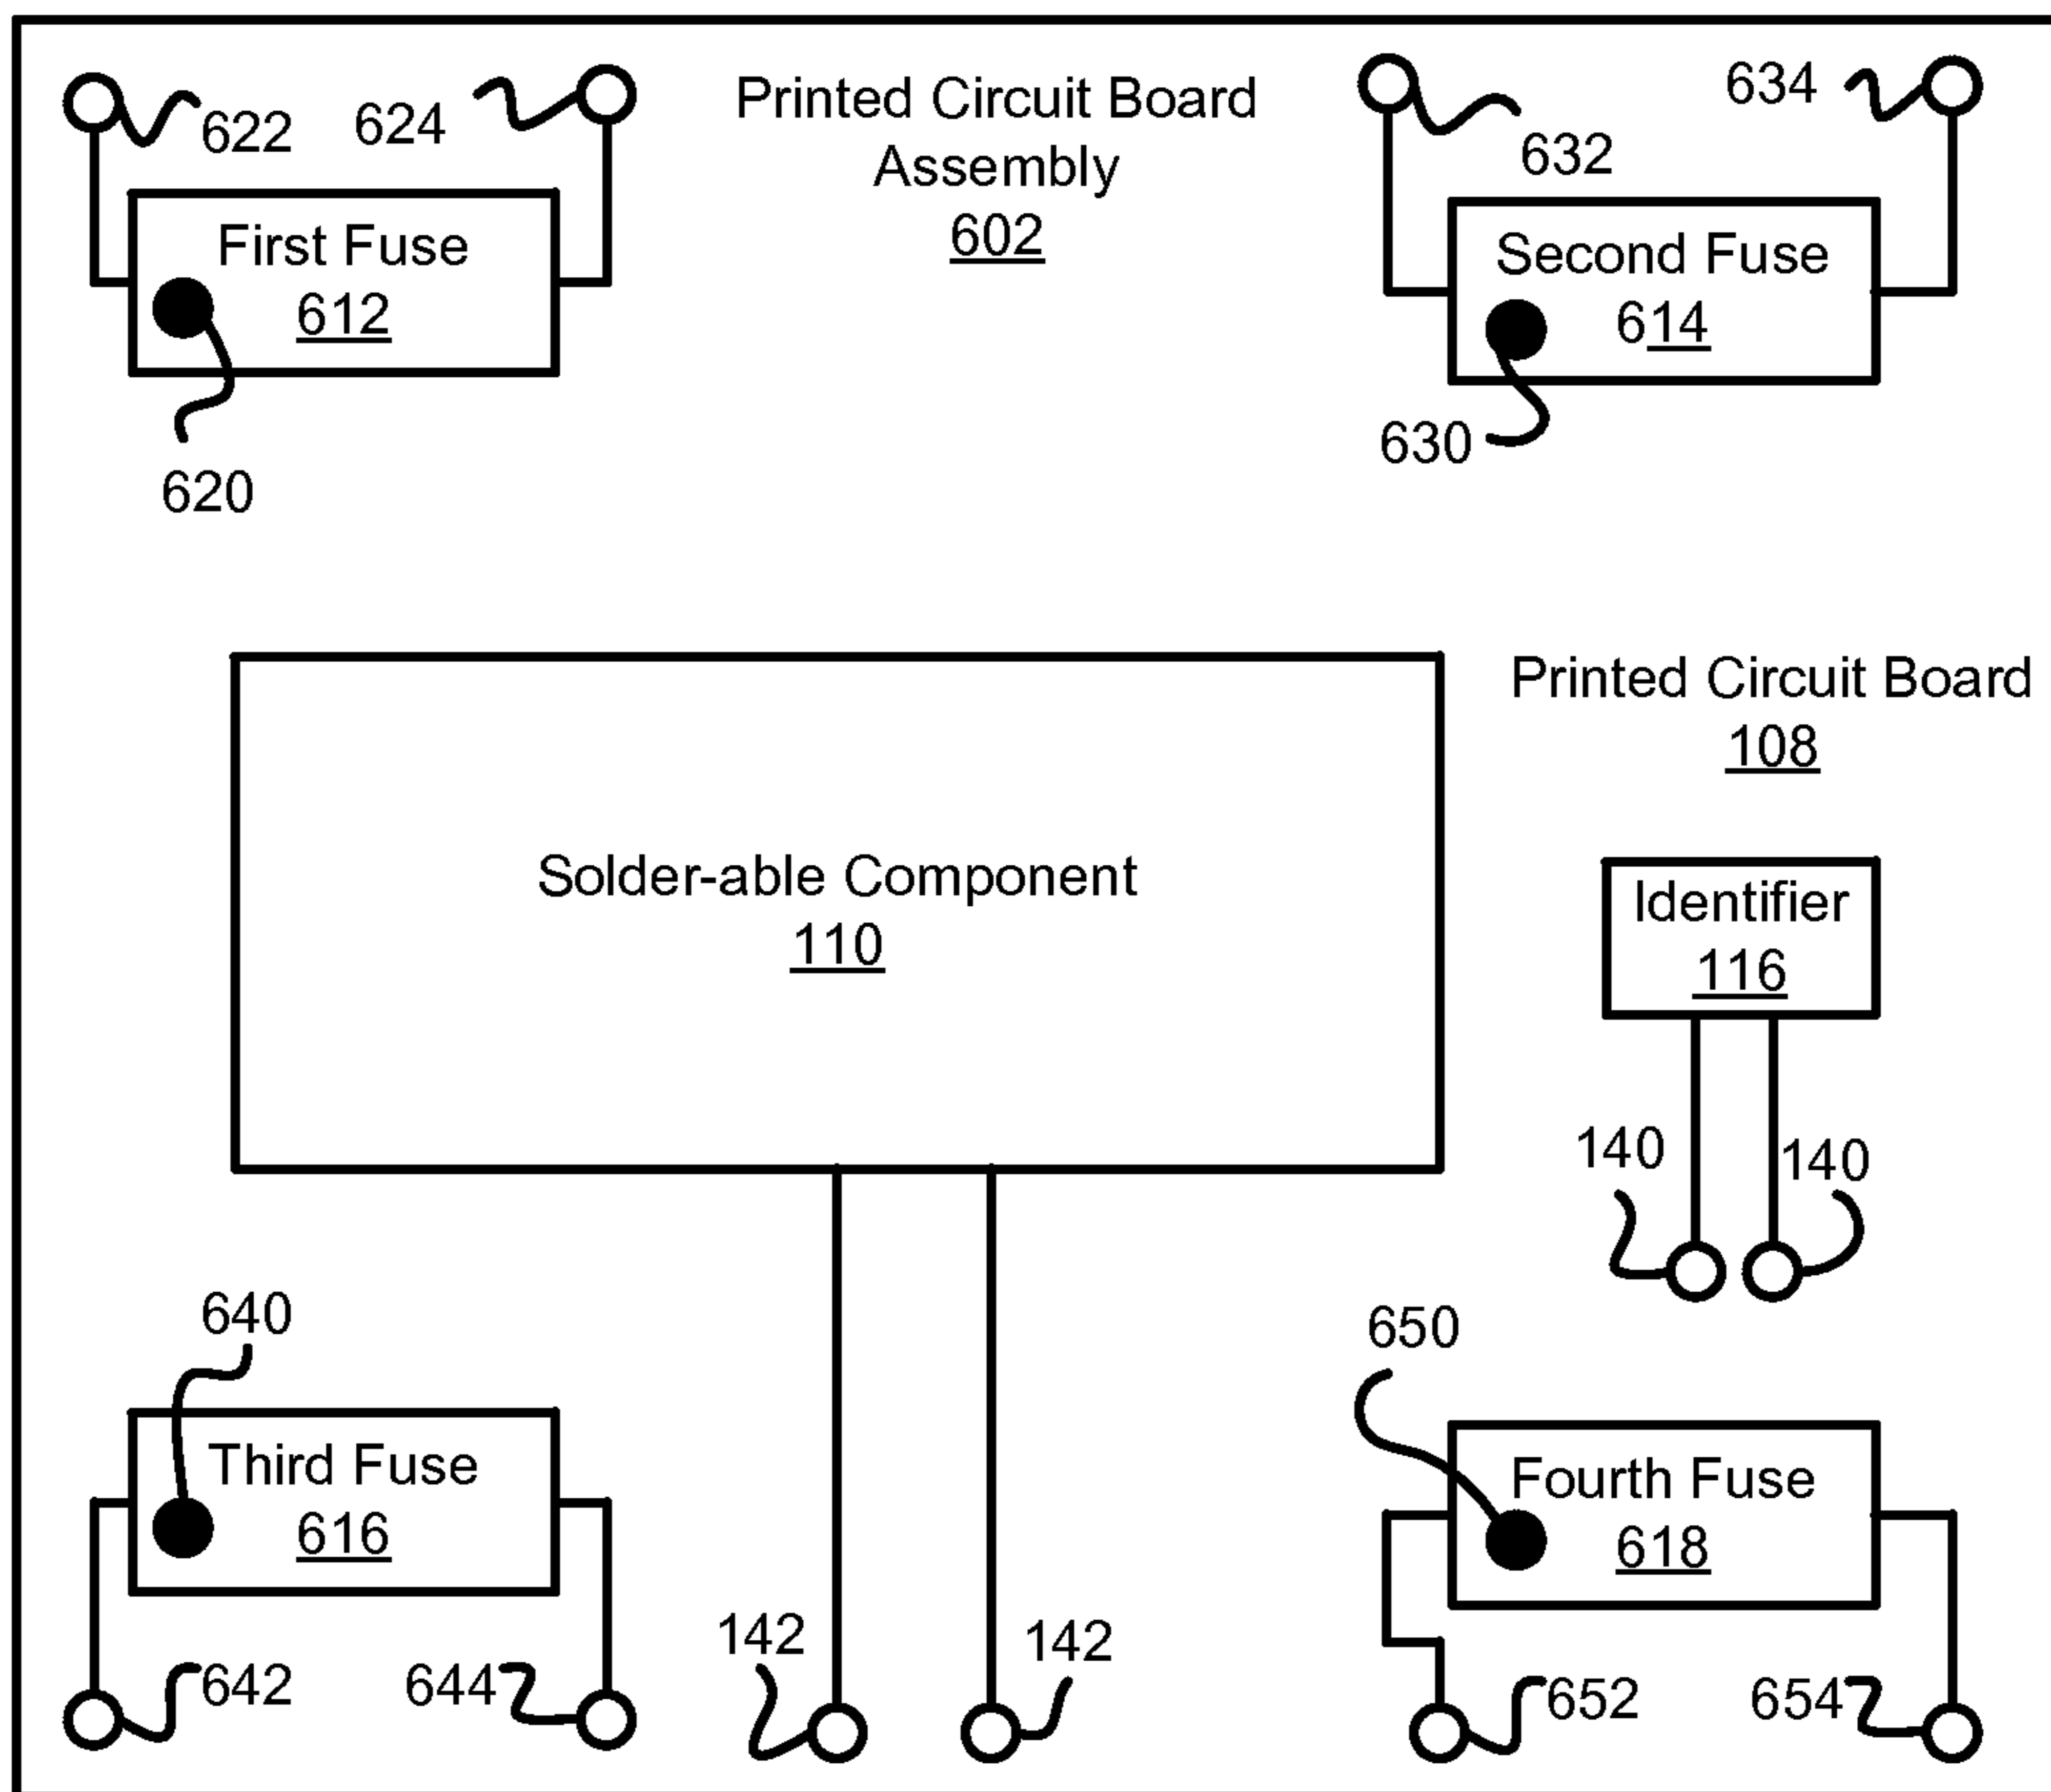 Printed Circuit Board
Assembly
602
622
624
632
634
First Fuse
612
Second Fuse
614
620
630
Printed Circuit Board
108
Solder-able Component
110
Identifier
116
140
140
640
650
Third Fuse
616
Fourth Fuse
618
642
644
142
142
652
654